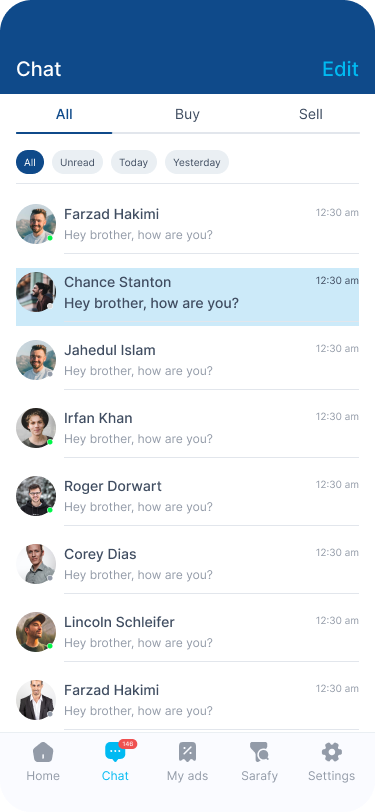 Chat
Edit
All
Buy
Sell
All
Unread
Today
Yesterday
Farzad Hakimi
12:30 am
Hey brother, how are you?
Chance Stanton
12:30 am
Hey brother, how are you?
Jahedul Islam
12:30 am
Hey brother, how are you?
Irfan Khan
12:30 am
Hey brother, how are you?
Roger Dorwart
12:30 am
Hey brother, how are you?
Corey Dias
12:30 am
Hey brother, how are you?
Lincoln Schleifer
12:30 am
Hey brother, how are you?
Farzad Hakimi
12:30 am
Hey brother, how are you?
146
Home
Chat
My ads
Sarafy
Settings